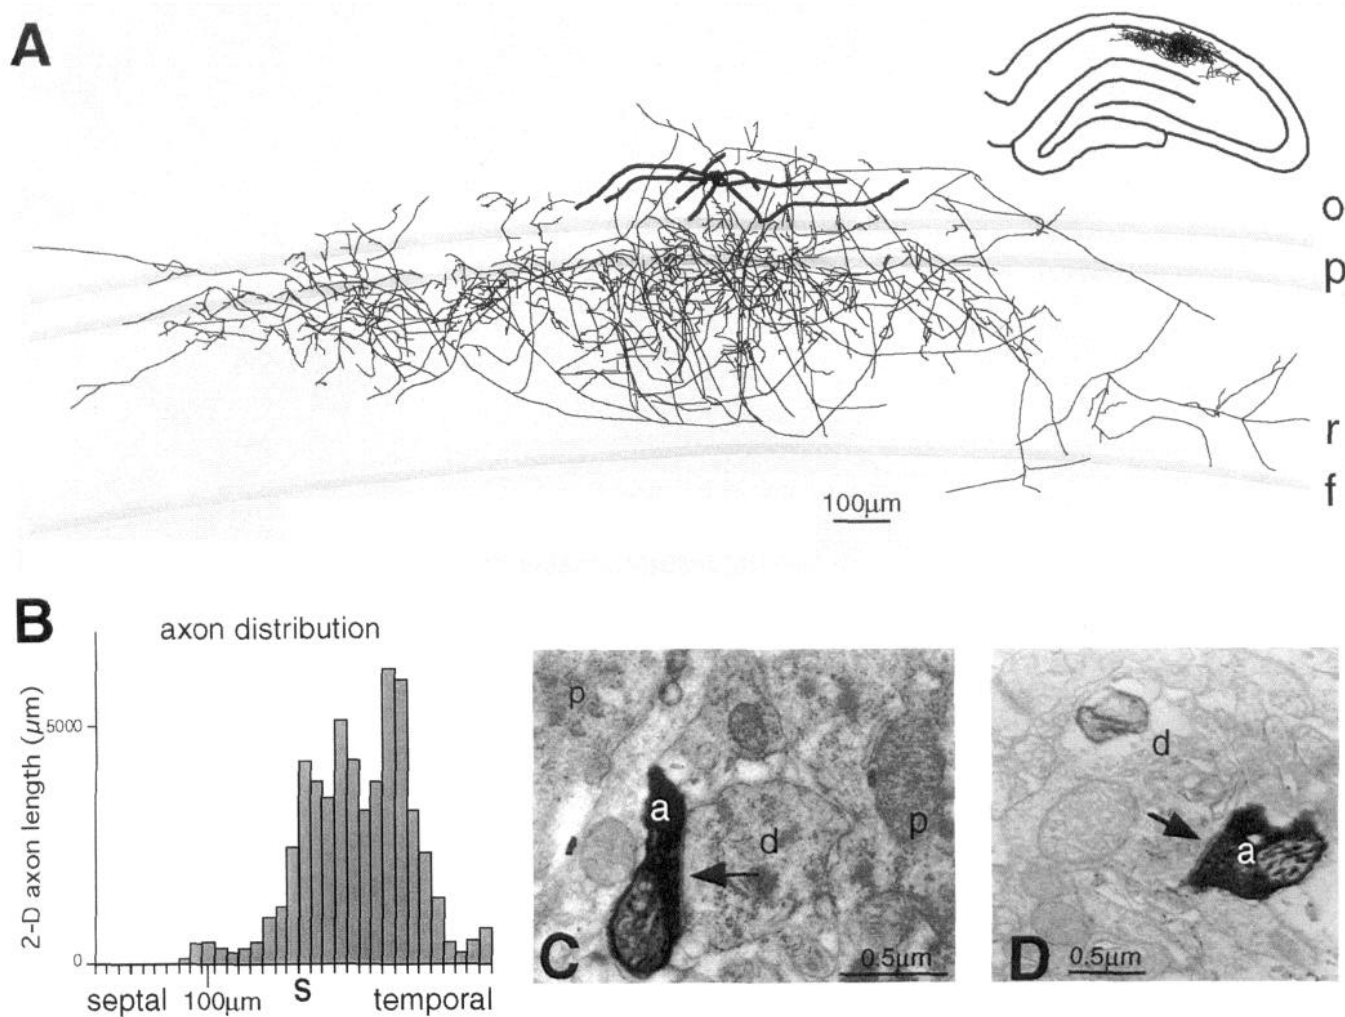 A
o
p
r
f
100μm
B
axon distribution
2-D axon length (μm)
5000
0
septal 100μm S temporal
p
a
d
p
C
0.5μm
d
a
D
0.5μm